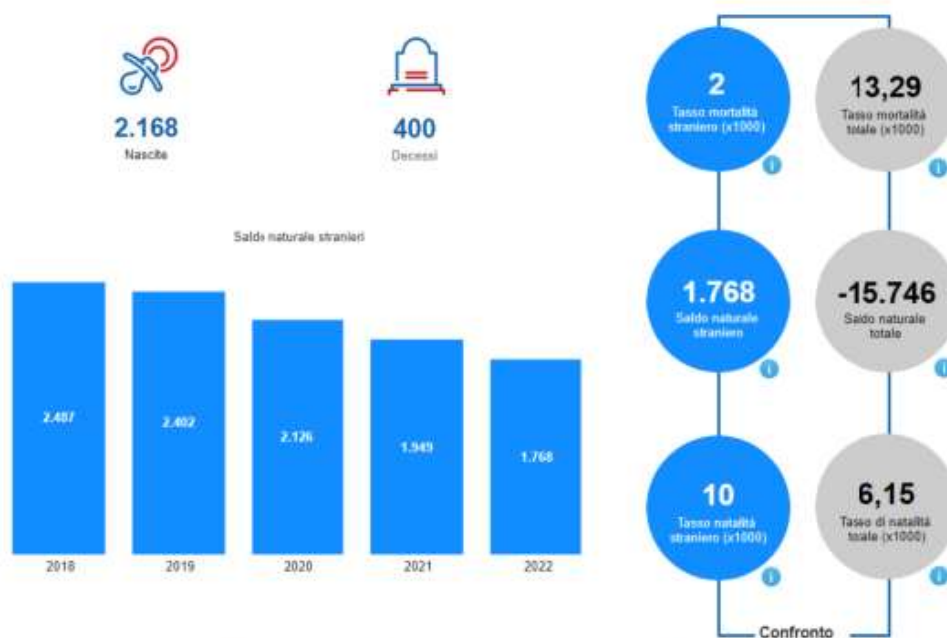 2.168
Nascite
400
Decessi
Saldo naturale stranieri
2.487
2.402
2.126
1.949
1.768
2018
2019
2020
2021
2022
2
Tasso mortalità
straniero (x1000)
13,29
Tasso mortalità
totale (x1000)
1.768
Saldo naturale
straniero
-15.746
Saldo naturale
totale
10
Tasso natalità
straniero (x1000)
6,15
Tasso di natalità
totale (x1000)
Confronto